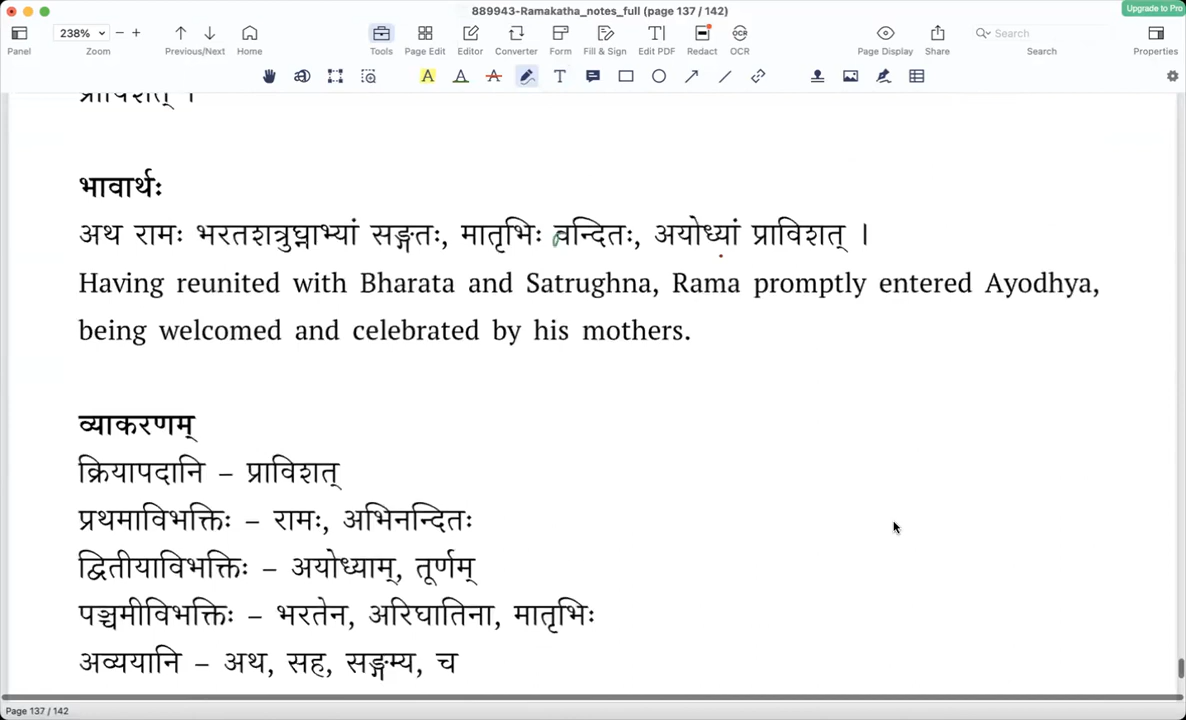 889943-Ramakatha_notes_full (page 137 / 142)
Upgrade to Pro
238%
Panel Zoom Previous/Next Home Tools Page Edit Editor Converter Form Fill & Sign Edit PDF Redact OCR Page Display Share Search Properties
Search
प्राविशत् ।
भावार्थः
अथ रामः भरतशत्रुघ्नाभ्यां सङ्गतः, मातृभिः वन्दितः, अयोध्यां प्राविशत् ।
Having reunited with Bharata and Satrughna, Rama promptly entered Ayodhya,
being welcomed and celebrated by his mothers.
व्याकरणम्
क्रियापदानि – प्राविशत्
प्रथमाविभक्तिः – रामः, अभिनन्दितः
द्वितीयाविभक्तिः – अयोध्याम्, तूर्णम्
पञ्चमीविभक्तिः – भरतेन, अरिघातिना, मातृभिः
अव्ययानि – अथ, सह, सङ्गम्य, च
Page 137 / 142